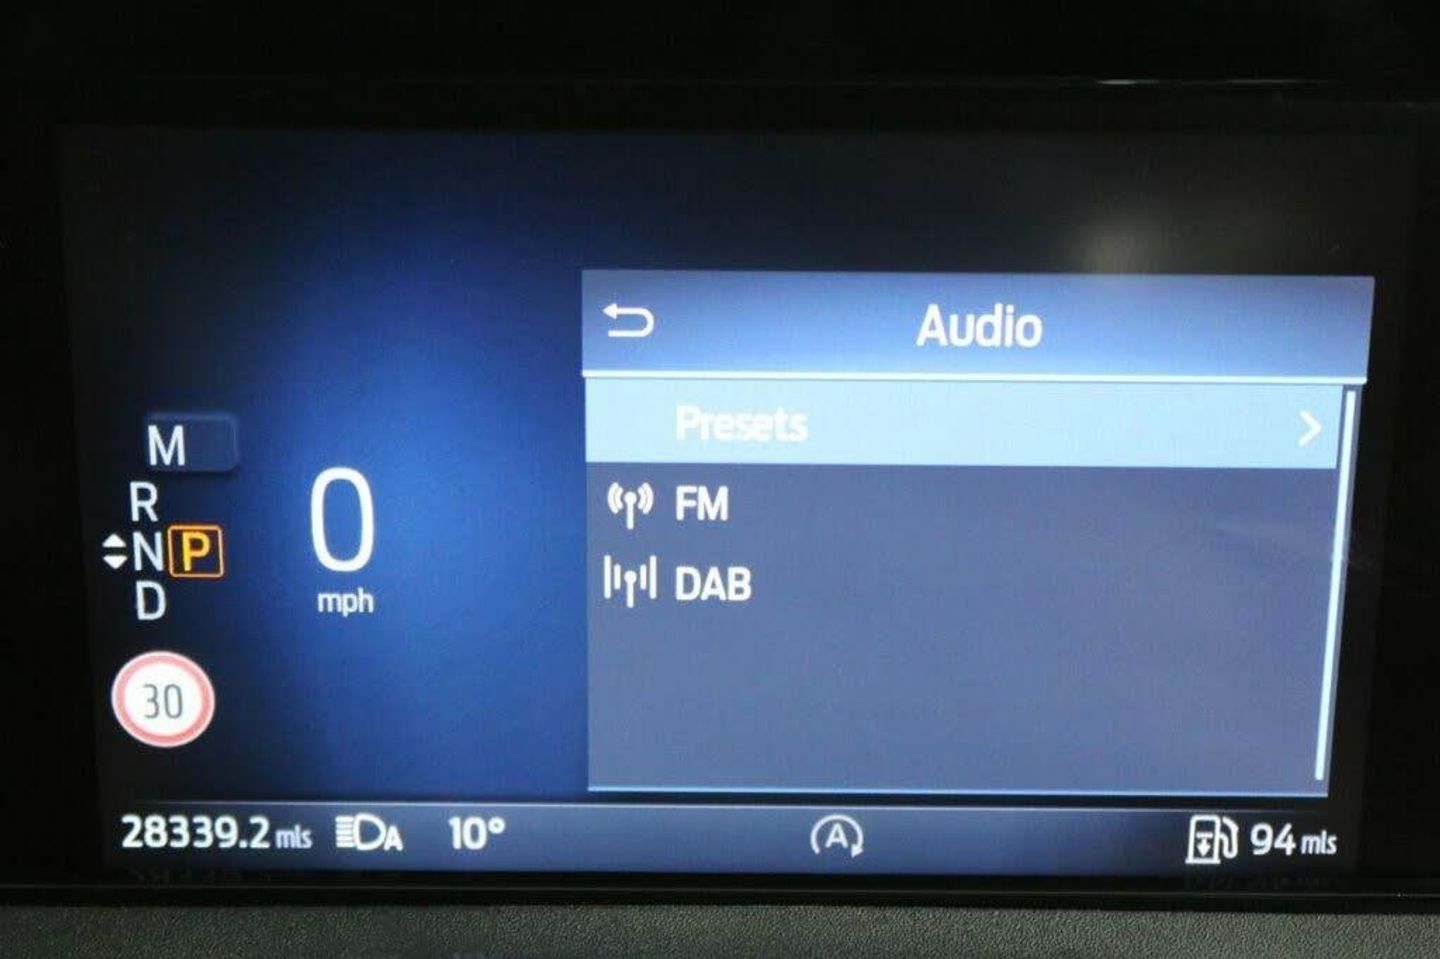 Audio
Presets
M
FM
R
N P
DAB
D
0
mph
30
28339.2 mls A 10° A 94 mls